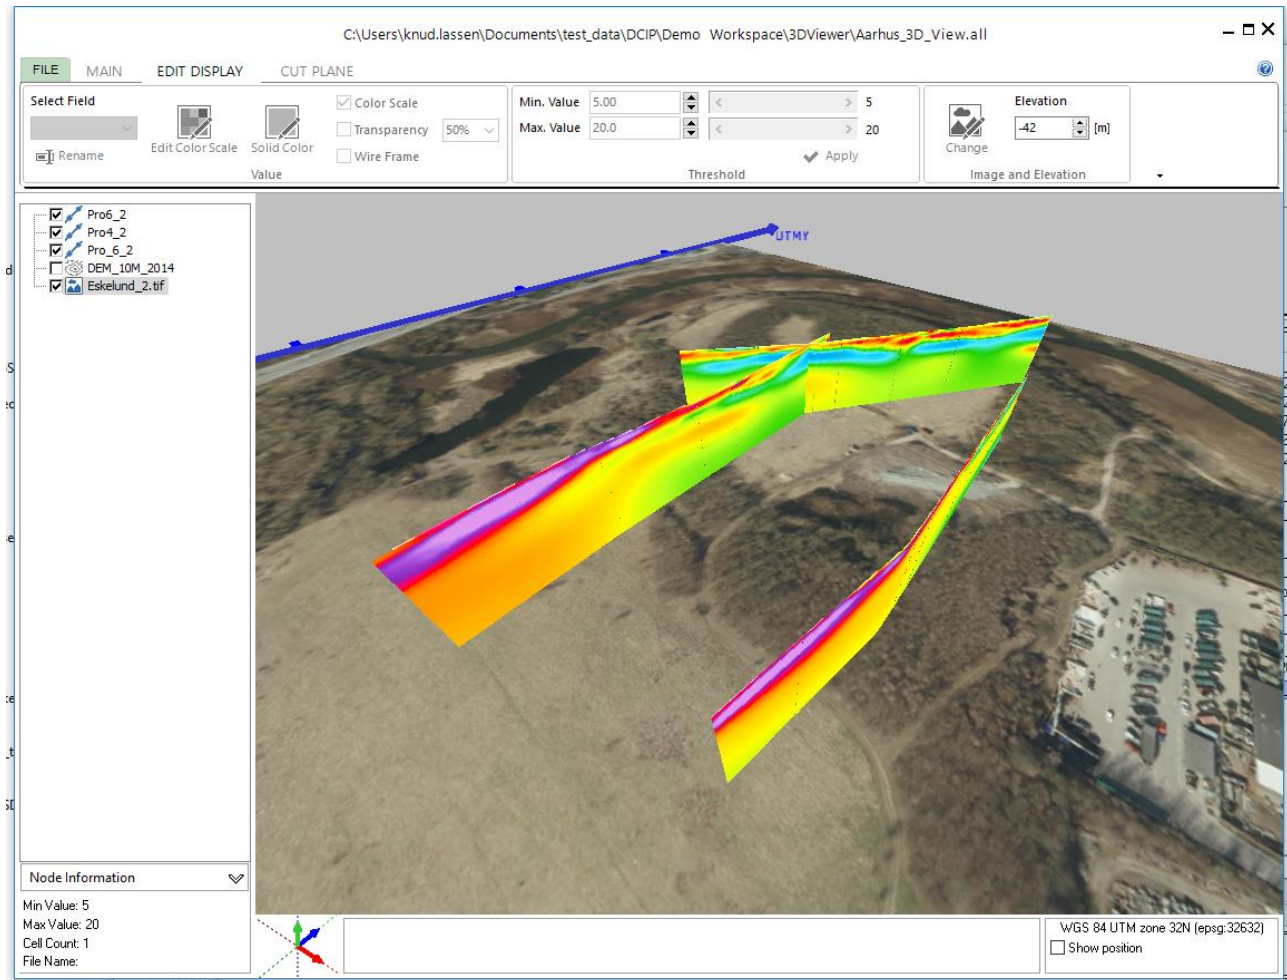 C:\Users\knud.lassen\Documents\test_data\DCIP\Demo Workspace\3DViewer\Aarhus_3D_View.all
FILE MAIN EDIT DISPLAY CUT PLANE
Select Field
Rename
Edit Color Scale
Solid Color
Color Scale
Transparency 50%
Wire Frame
Value
Min. Value 5.00 5
Max. Value 20.0 20
Apply
Threshold
Change
Elevation
-42 [m]
Image and Elevation
Pro6_2
Pro4_2
Pro_6_2
DEM_10M_2014
Eskelund_2.tif
UTMY
Node Information
Min Value: 5
Max Value: 20
Cell Count: 1
File Name:
WGS 84 UTM zone 32N (epsg:32632)
Show position